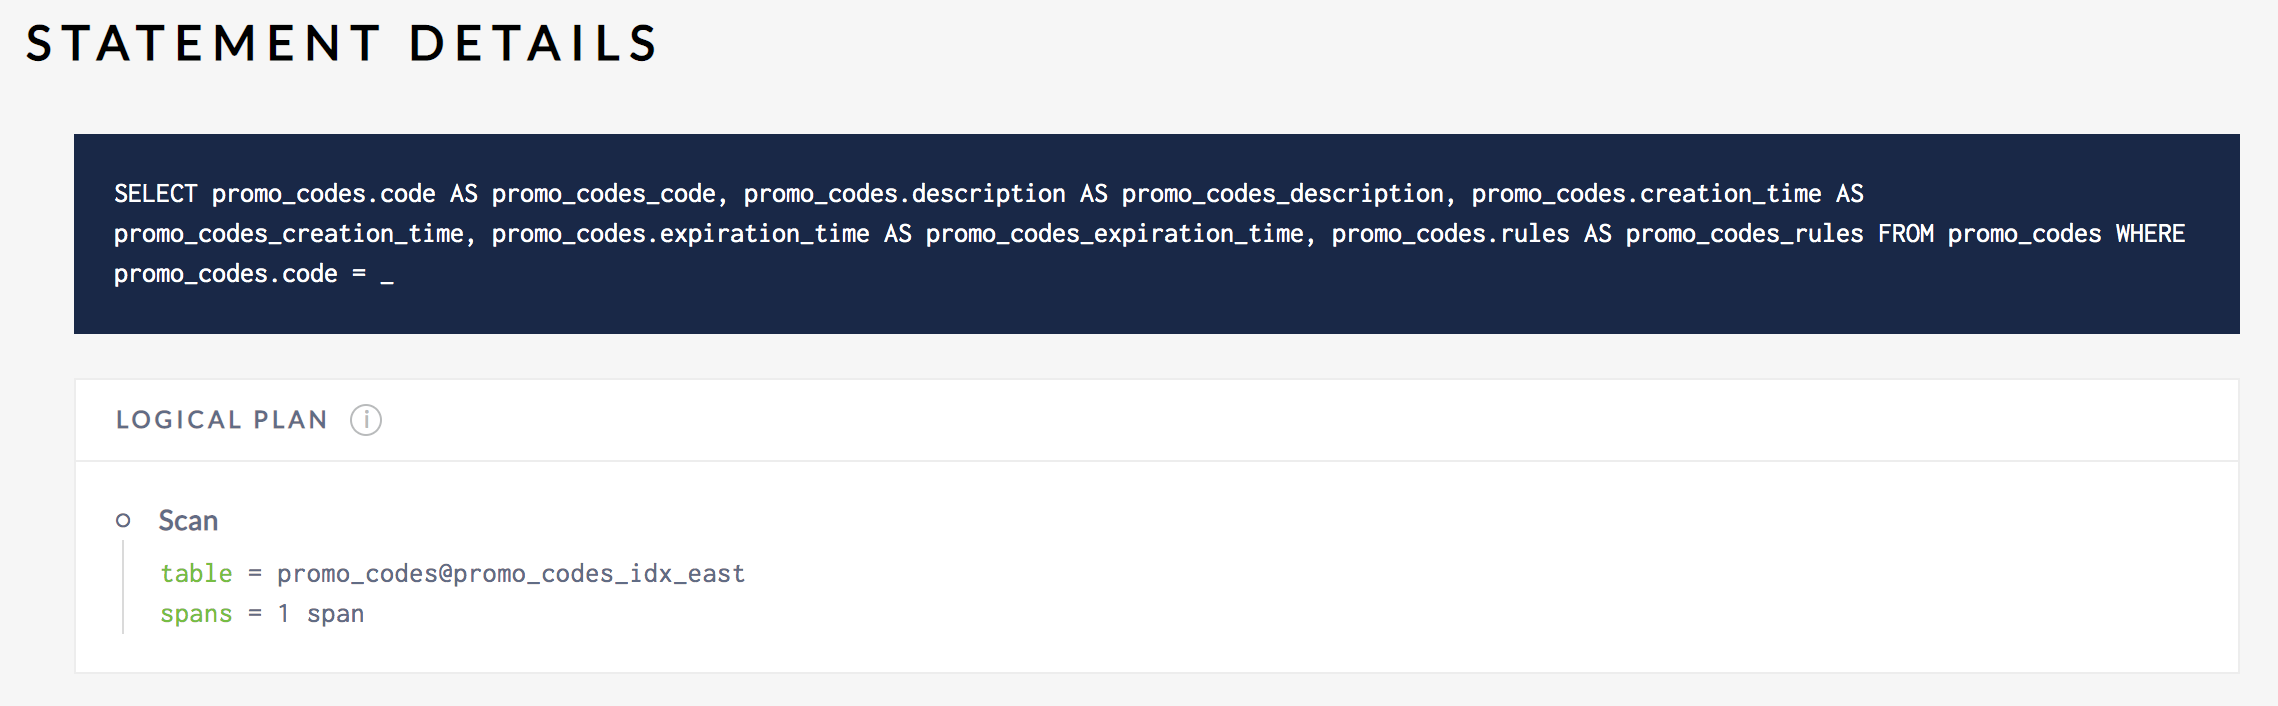 STATEMENT DETAILS
SELECT promo_codes.code AS promo_codes_code, promo_codes.description AS promo_codes_description, promo_codes.creation_time AS
promo_codes_creation_time, promo_codes.expiration_time AS promo_codes_expiration_time, promo_codes.rules AS promo_codes_rules FROM promo_codes WHERE
promo_codes.code = _
LOGICAL PLAN i
Scan
table = promo_codes@promo_codes_idx_east
spans = 1 span